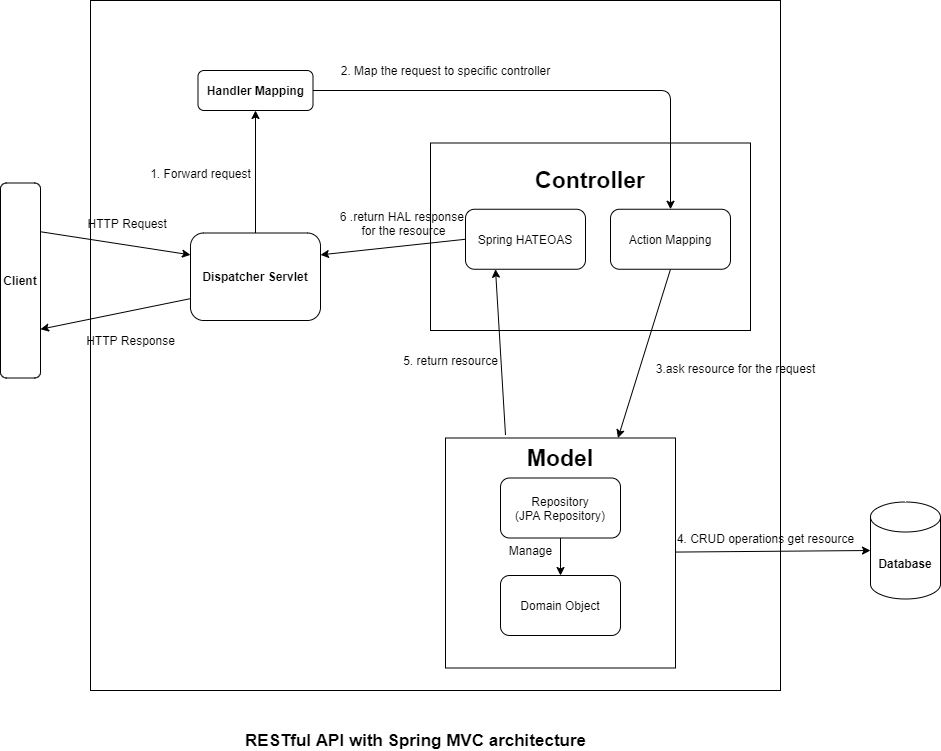 2. Map the request to specific controller
Handler Mapping
1. Forward request
Controller
HTTP Request
6 .return HAL response
for the resource
Spring HATEOAS
Action Mapping
Client
Dispatcher Servlet
HTTP Response
5. return resource
3.ask resource for the request
Model
Repository
(JPA Repository)
Manage
4. CRUD operations get resource
Database
Domain Object
RESTful API with Spring MVC architecture